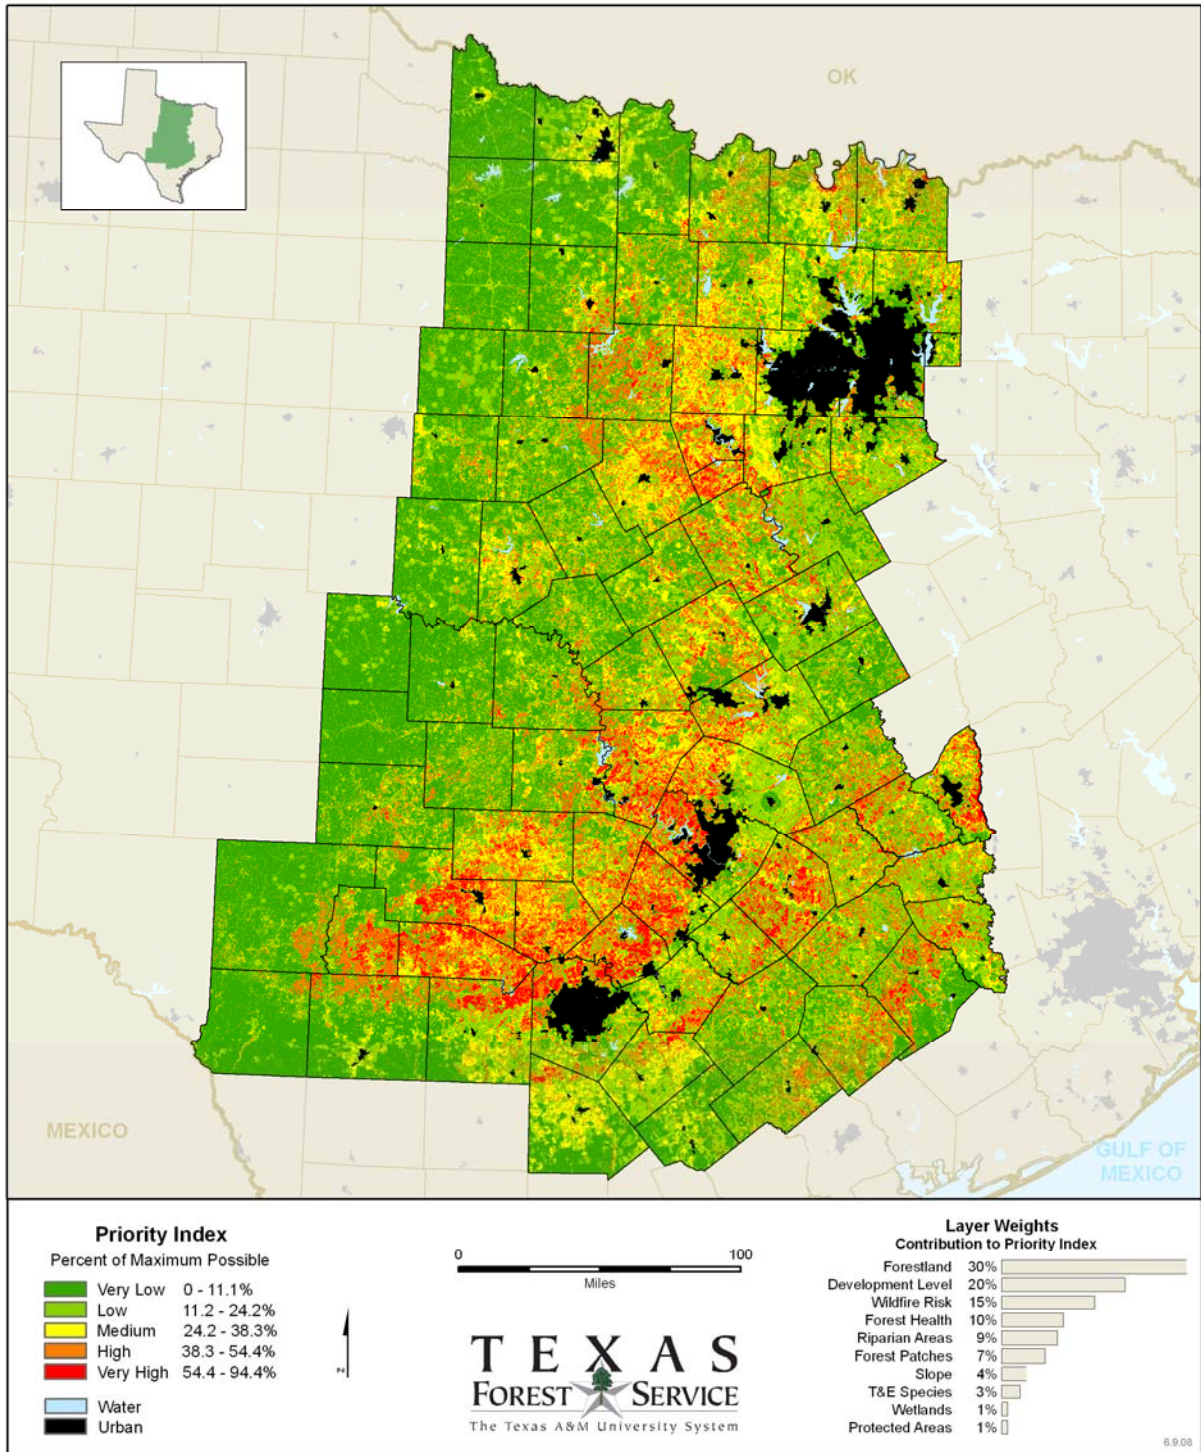 OK
MEXICO
GULF OF
MEXICO
Priority Index
Percent of Maximum Possible
Very Low 0 - 11.1%
Low 11.2 - 24.2%
Medium 24.2 - 38.3%
High 38.3 - 54.4%
Very High 54.4 - 94.4%
Water
Urban
N
0 100
Miles
TEXAS
FOREST SERVICE
The Texas A&M University System
Layer Weights
Contribution to Priority Index
Forestland 30%
Development Level 20%
Wildfire Risk 15%
Forest Health 10%
Riparian Areas 9%
Forest Patches 7%
Slope 4%
T&E Species 3%
Wetlands 1%
Protected Areas 1%
6.9.08